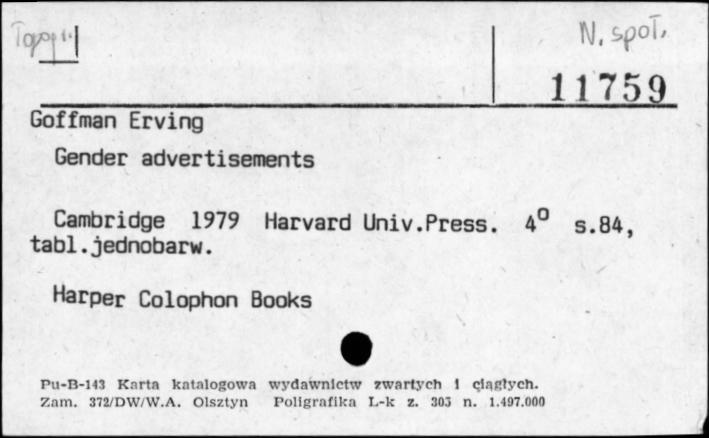 N. społ.
11759
Goffman Erving
Gender advertisements
Cambridge 1979 Harvard Univ.Press. 4° s.84,
tabl.jednobarw.
Harper Colophon Books
Pu-B-143 Karta katalogowa wydawnictw zwartych i ciągłych.
Zam. 372/DW/W.A. Olsztyn Poligrafika L-k z. 303 n. 1.497.000